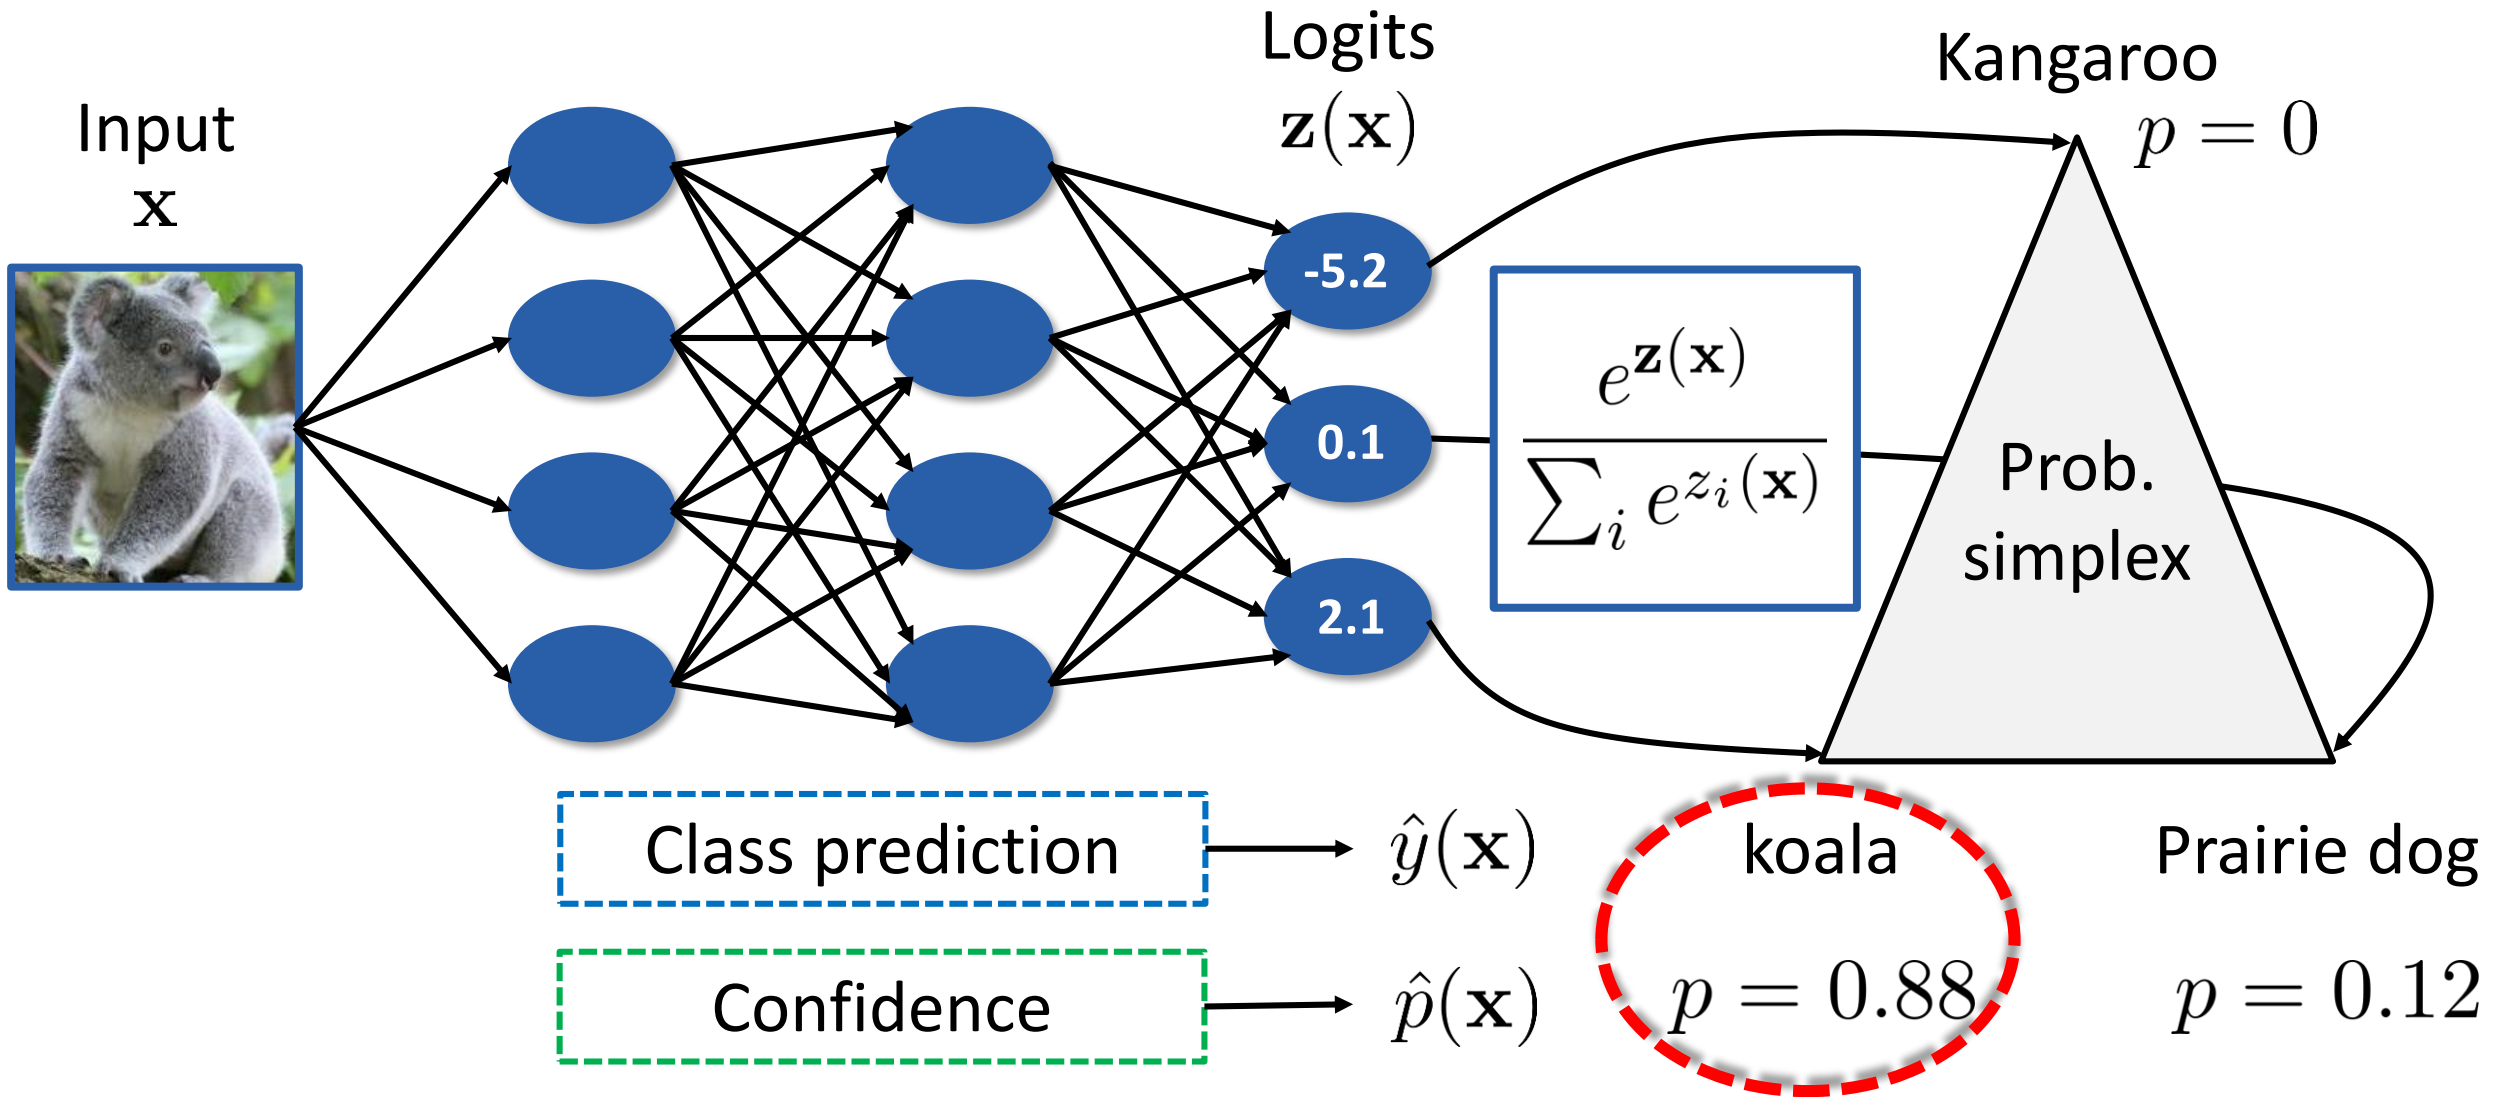 Input
x
Logits
z(x)
-5.2
0.1
2.1
e^{z(x)}
∑_i e^{z_i(x)}
Kangaroo
p = 0
Prob.
simplex
Class prediction
ŷ(x)
koala
Prairie dog
Confidence
p̂(x)
p = 0.88
p = 0.12